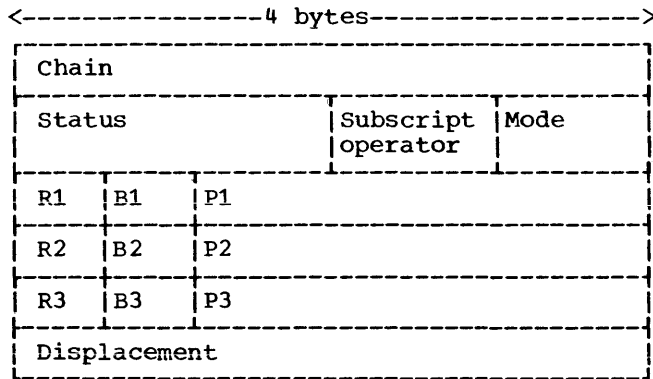 <-----------------4 bytes------------------>
Chain
Status Subscript Mode
operator
R1 B1 P1
R2 B2 P2
R3 B3 P3
Displacement